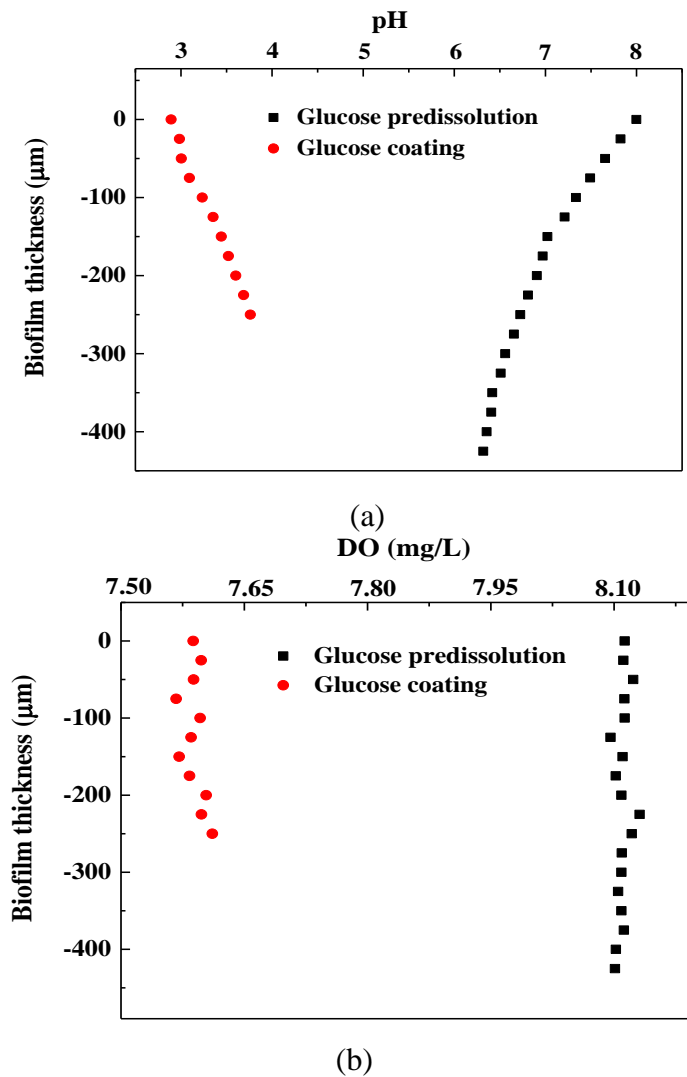 pH
3 4 5 6 7 8
0
-100
-200
-300
-400
Biofilm thickness (μm)
Glucose predissolution
Glucose coating
(a)
DO (mg/L)
7.50 7.65 7.80 7.95 8.10
0
-100
-200
-300
-400
-500
Biofilm thickness (μm)
Glucose predissolution
Glucose coating
(b)